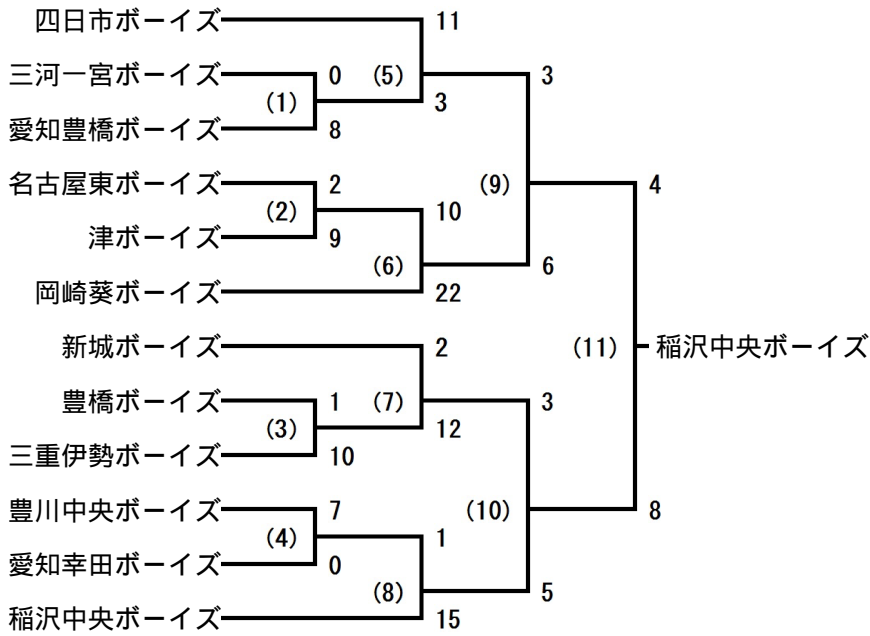 四日市ボーイズ 11
三河一宮ボーイズ 0 (5) 3
(1) 3
愛知豊橋ボーイズ 8
名古屋東ボーイズ 2 (9) 4
(2) 10
津ボーイズ 9
(6) 6
岡崎葵ボーイズ 22
新城ボーイズ 2 (11) 稲沢中央ボーイズ
豊橋ボーイズ 1 (7) 3
(3) 12
三重伊勢ボーイズ 10
豊川中央ボーイズ 7 (10) 8
(4) 1
愛知幸田ボーイズ 0
(8) 5
稲沢中央ボーイズ 15